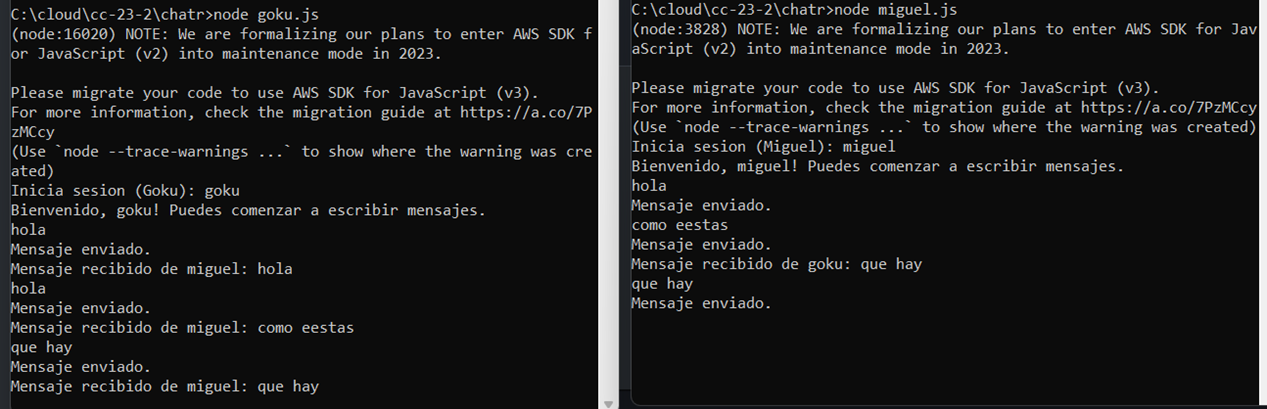 C:\cloud\cc-23-2\chatr>node goku.js
(node:16020) NOTE: We are formalizing our plans to enter AWS SDK f
or JavaScript (v2) into maintenance mode in 2023.
Please migrate your code to use AWS SDK for JavaScript (v3).
For more information, check the migration guide at https://a.co/7P
zMCcy
(Use `node --trace-warnings ...` to show where the warning was cre
ated)
Inicia sesion (Goku): goku
Bienvenido, goku! Puedes comenzar a escribir mensajes.
hola
Mensaje enviado.
Mensaje recibido de miguel: hola
hola
Mensaje enviado.
Mensaje recibido de miguel: como eestas
que hay
Mensaje enviado.
Mensaje recibido de miguel: que hay
C:\cloud\cc-23-2\chatr>node miguel.js
(node:3828) NOTE: We are formalizing our plans to enter AWS SDK for Jav
aScript (v2) into maintenance mode in 2023.
Please migrate your code to use AWS SDK for JavaScript (v3).
For more information, check the migration guide at https://a.co/7PzMCcy
(Use `node --trace-warnings ...` to show where the warning was created)
Inicia sesion (Miguel): miguel
Bienvenido, miguel! Puedes comenzar a escribir mensajes.
hola
Mensaje enviado.
como eestas
Mensaje enviado.
Mensaje recibido de goku: que hay
que hay
Mensaje enviado.